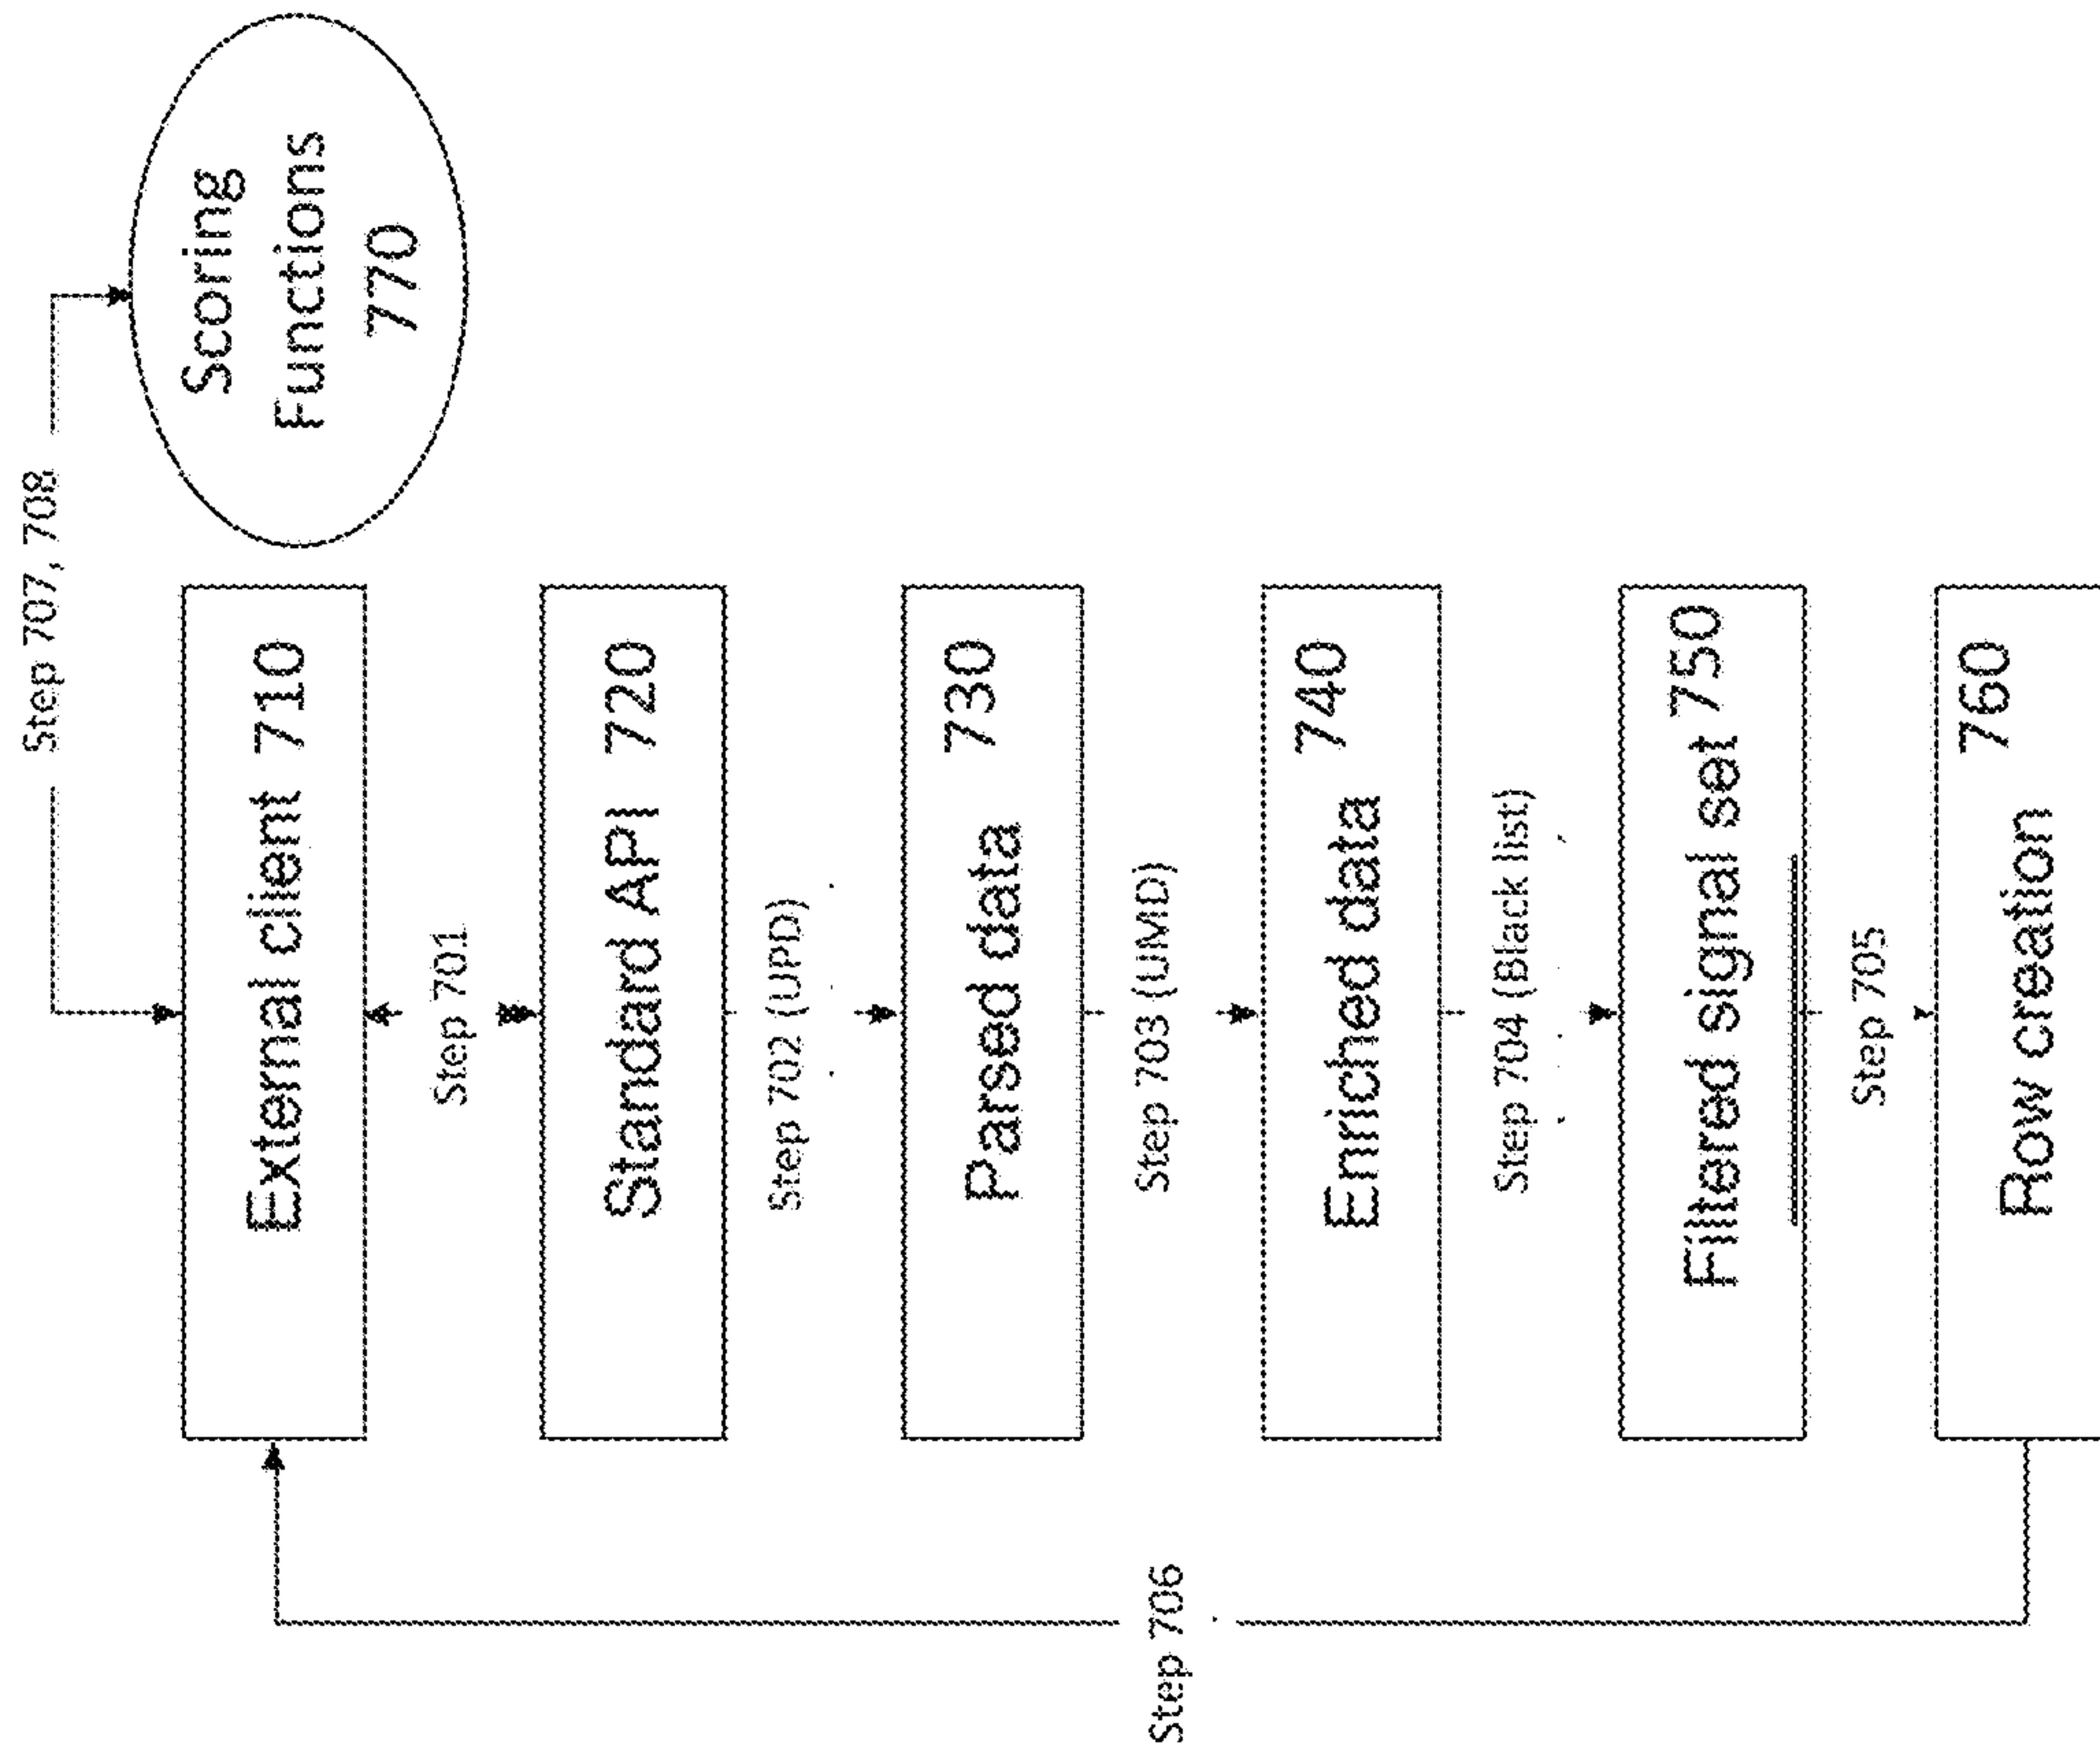 Step 707, 708
Scoring
Functions
770
External client 710
Step 701
Standard API 720
Step 702 (UPD)
Parsed data 730
Step 703 (UMD)
Enriched data 740
Step 704 (Black list)
Filtered signal set 750
Step 705
Row creation 760
Step 706